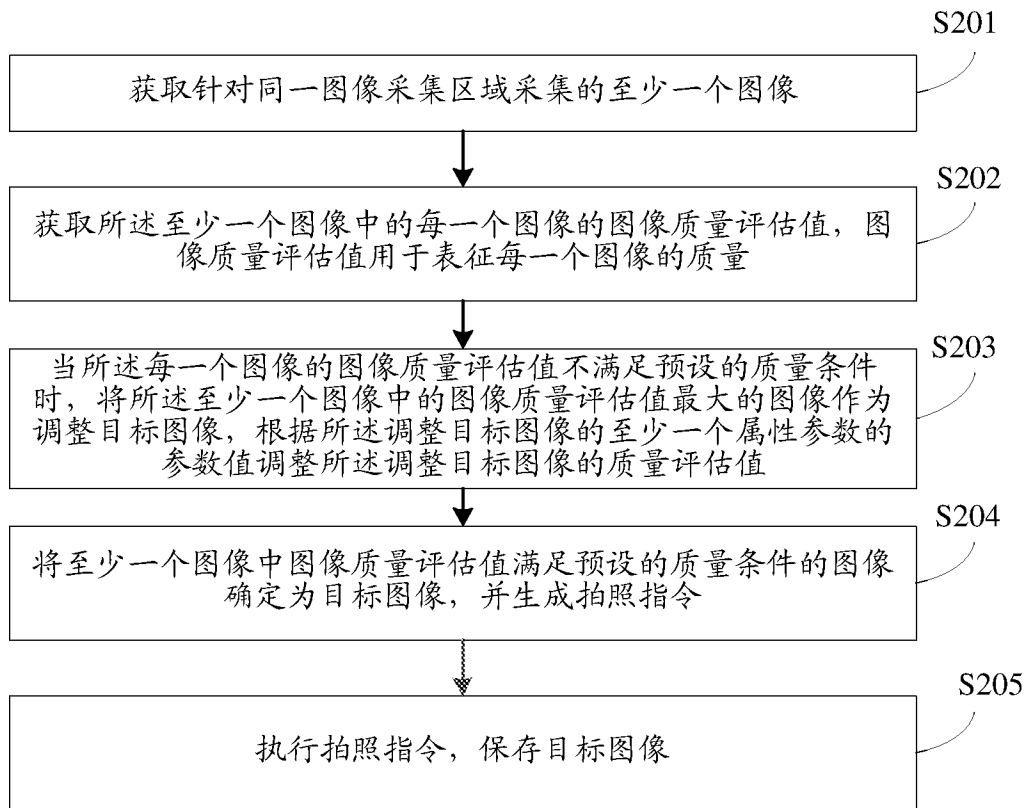 S201
获取针对同一图像采集区域采集的至少一个图像
S202
获取所述至少一个图像中的每一个图像的图像质量评估值，图
像质量评估值用于表征每一个图像的质量
S203
当所述每一个图像的图像质量评估值不满足预设的质量条件
时，将所述至少一个图像中的图像质量评估值最大的图像作为
调整目标图像，根据所述调整目标图像的至少一个属性参数的
参数值调整所述调整目标图像的质量评估值
S204
将至少一个图像中图像质量评估值满足预设的质量条件的图像
确定为目标图像，并生成拍照指令
S205
执行拍照指令，保存目标图像